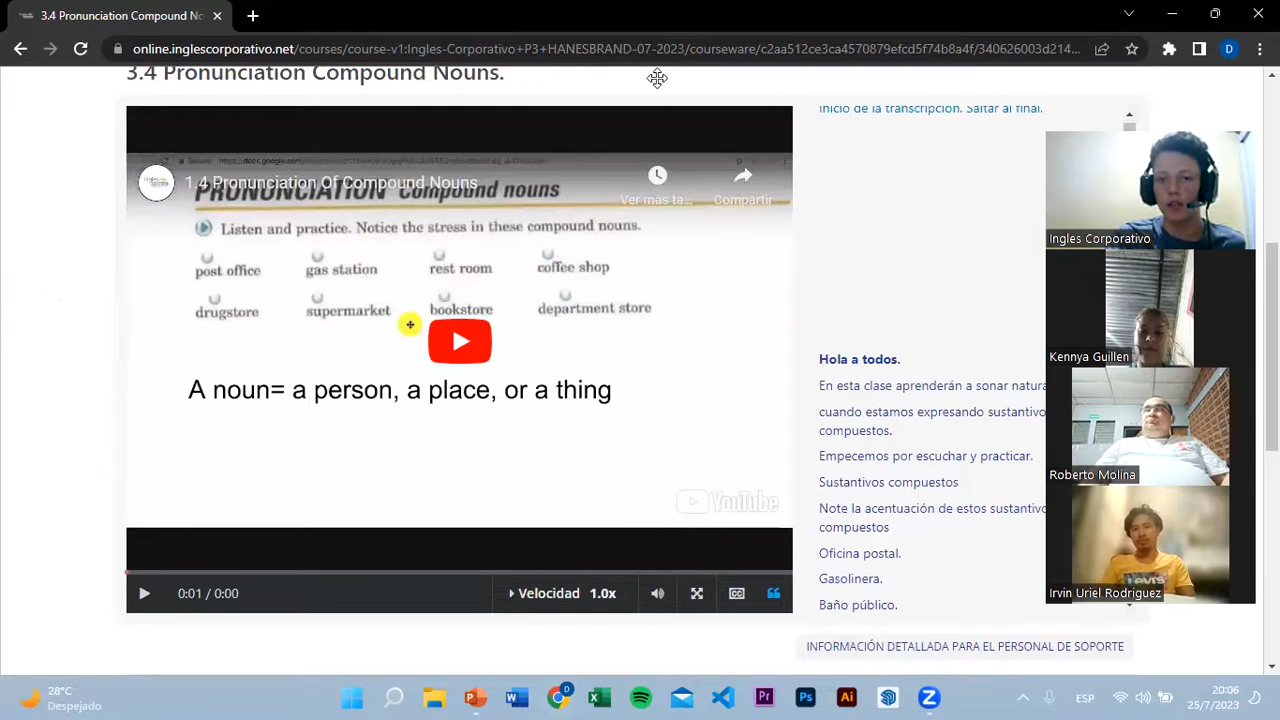 3.4 Pronunciation Compound No
online.inglescorporativo.net/courses/course-v1:Ingles-Corporativo+P3+HANESBRAND-07-2023/courseware/c2aa512ce3ca4570879efcd5f74b8a4f/340626003d214...
D
3.4 Pronunciation Compound Nouns.
1.4 Pronunciation Of Compound Nouns
PRONUNCIATION compound nouns
Ver más ta...
Compartir
Listen and practice. Notice the stress in these compound nouns.
post office gas station rest room coffee shop
drugstore supermarket bookstore department store
A noun= a person, a place, or a thing
YouTube
0:01 / 0:00
Velocidad 1.0x
CC
Inicio de la transcripción. Saltar al final.
Hola a todos.
En esta clase aprenderán a sonar natura
cuando estamos expresando sustantivo
compuestos.
Empecemos por escuchar y practicar.
Sustantivos compuestos
Note la acentuación de estos sustantivo
compuestos
Oficina postal.
Gasolinera.
Baño público.
INFORMACIÓN DETALLADA PARA EL PERSONAL DE SOPORTE
Ingles Corporativo
Kennya Guillen
Roberto Molina
Levi's
Irvin Uriel Rodriguez
28°C
Despejado
D
Pr
Ps
Ai
ESP
20:06
25/7/2023